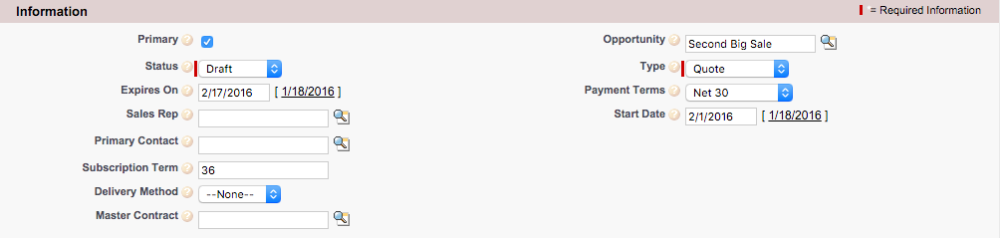 Information = Required Information
Primary ? Opportunity ? Second Big Sale
Status ? Draft Type ? Quote
Expires On ? 2/17/2016 [ 1/18/2016 ] Payment Terms ? Net 30
Sales Rep ? Start Date ? 2/1/2016 [ 1/18/2016 ]
Primary Contact ?
Subscription Term ? 36
Delivery Method ? --None--
Master Contract ?